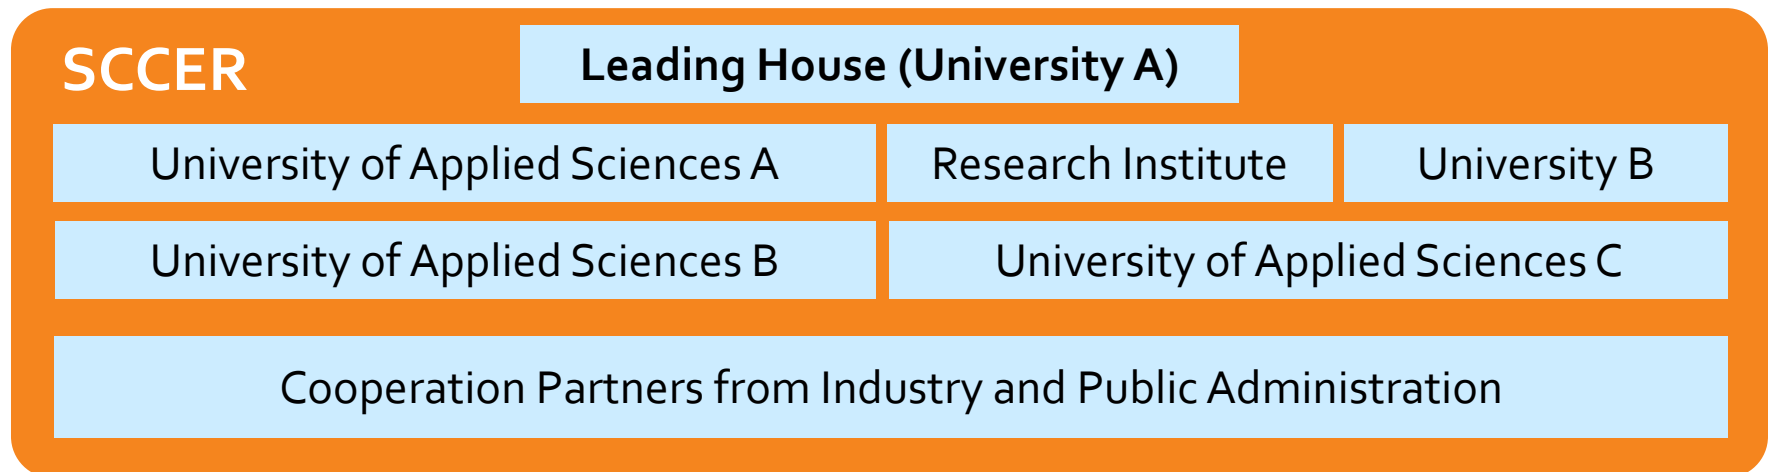 SCCER
Leading House (University A)
University of Applied Sciences A
Research Institute
University B
University of Applied Sciences B
University of Applied Sciences C
Cooperation Partners from Industry and Public Administration